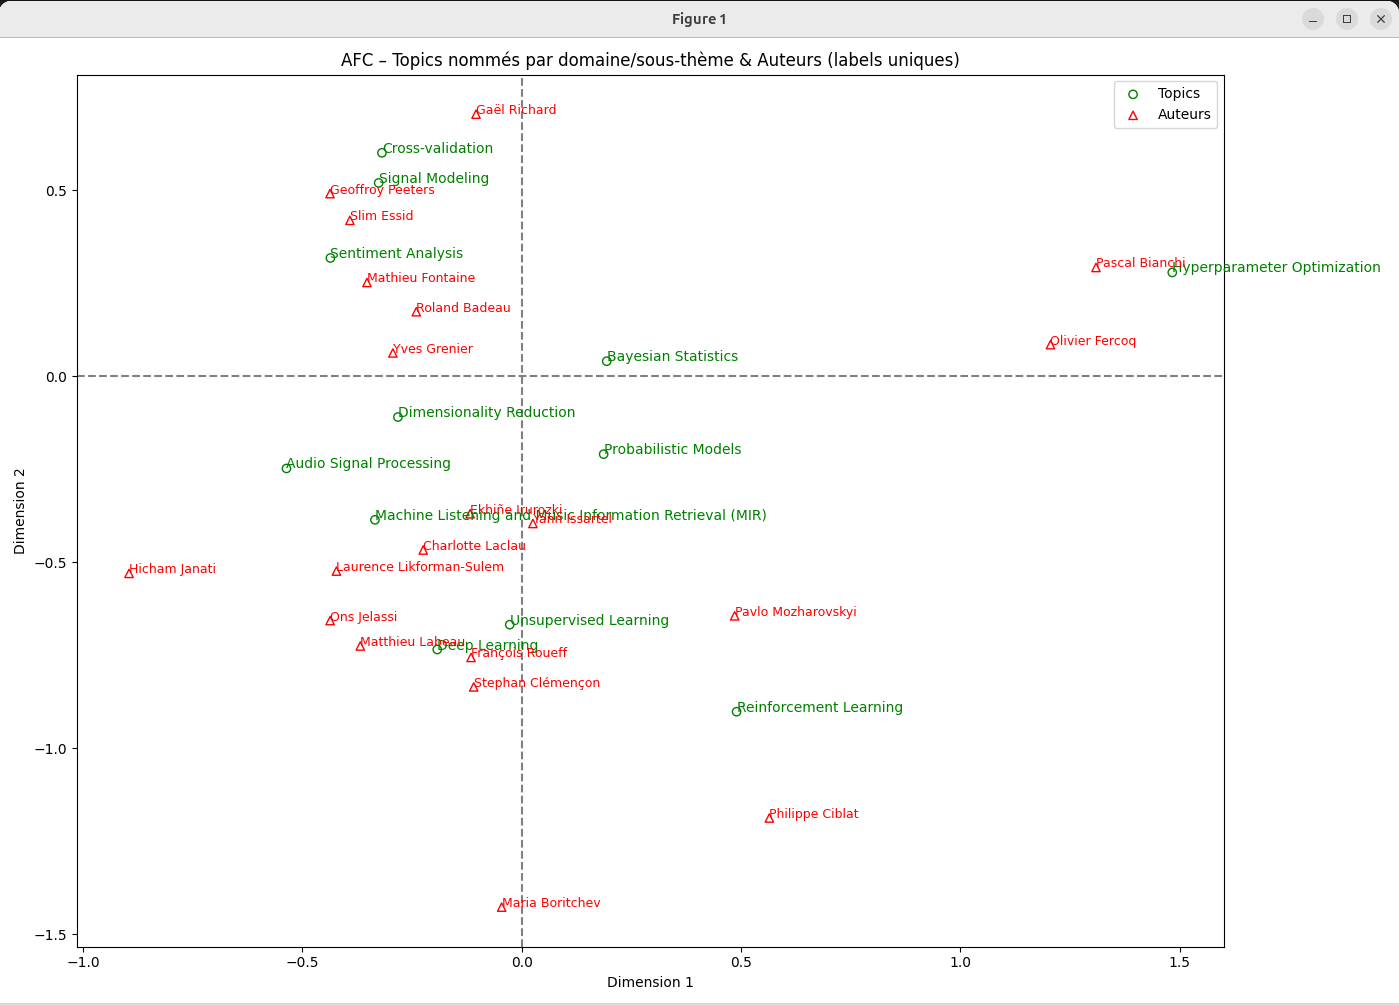 Figure 1
AFC – Topics nommés par domaine/sous-thème & Auteurs (labels uniques)
Topics
Auteurs
Gaël Richard
Cross-validation
Signal Modeling
Geoffroy Peeters
Slim Essid
Sentiment Analysis
Pascal Bianchi
Hyperparameter Optimization
Mathieu Fontaine
Roland Badeau
Olivier Fercoq
Yves Grenier
Bayesian Statistics
Dimensionality Reduction
Probabilistic Models
Audio Signal Processing
Ekhiñe Irurozki
Machine Listening and Music Information Retrieval (MIR)
Yann Issartel
Charlotte Laclau
Laurence Likforman-Sulem
Hicham Janati
Pavlo Mozharovskyi
Ons Jelassi
Unsupervised Learning
Matthieu Labeau
Deep Learning
François Roueff
Stephan Clémençon
Reinforcement Learning
Philippe Ciblat
Maria Boritchev
0.5
0.0
−0.5
−1.0
−1.5
Dimension 2
−1.0
−0.5
0.0
0.5
1.0
1.5
Dimension 1